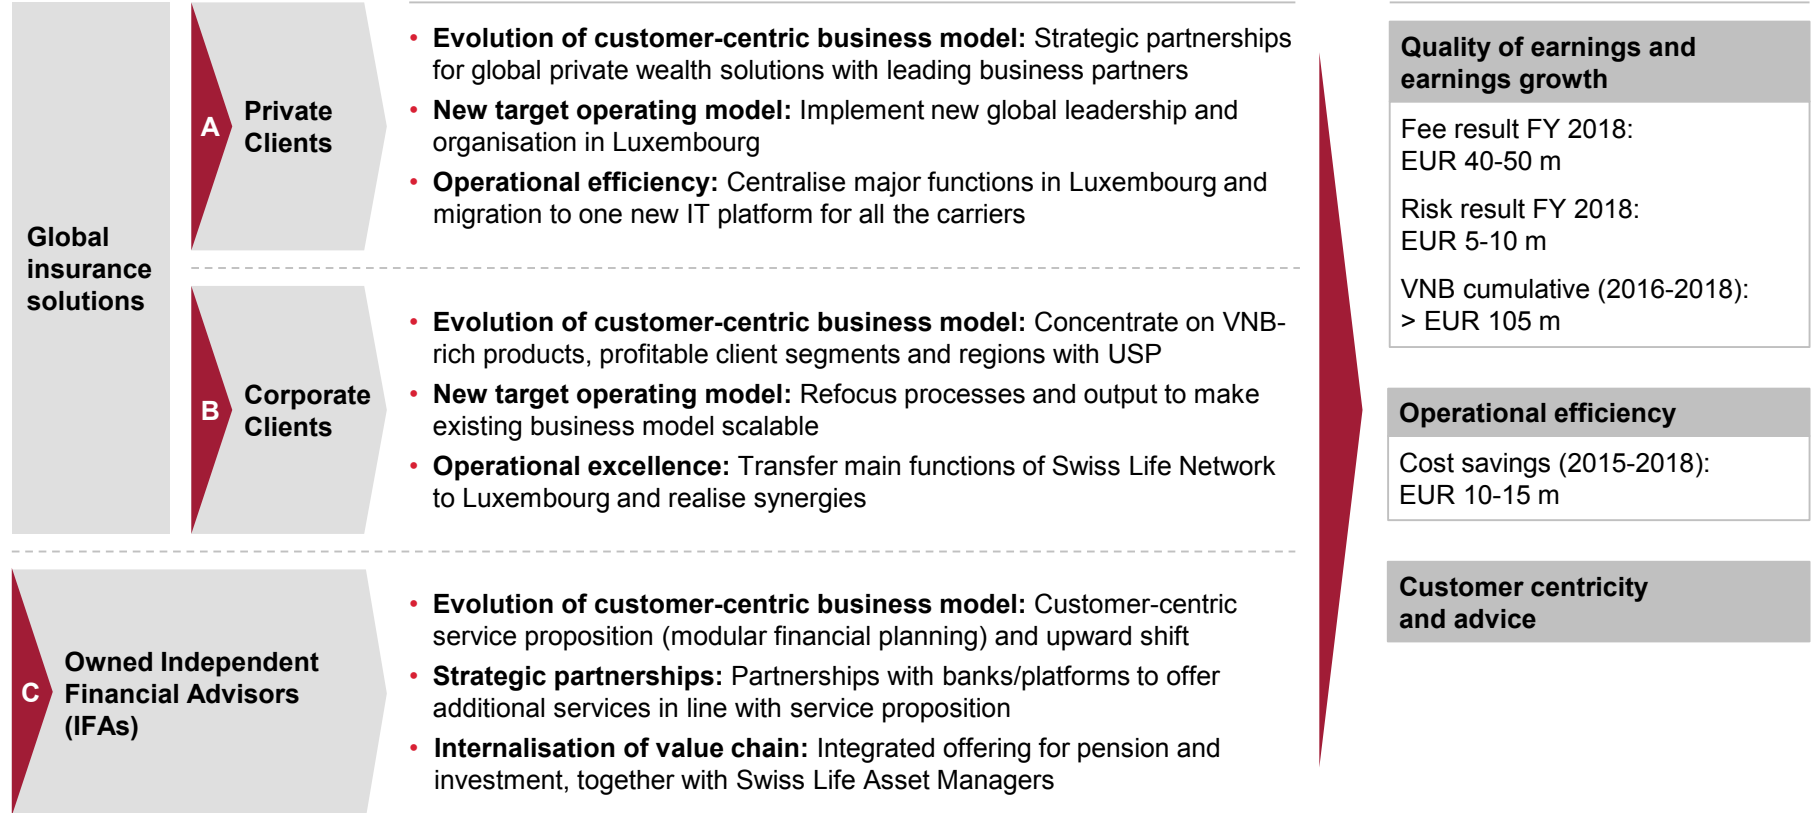 Global
insurance
solutions
A
Private
Clients
• Evolution of customer-centric business model: Strategic partnerships
for global private wealth solutions with leading business partners
• New target operating model: Implement new global leadership and
organisation in Luxembourg
• Operational efficiency: Centralise major functions in Luxembourg and
migration to one new IT platform for all the carriers
B
Corporate
Clients
• Evolution of customer-centric business model: Concentrate on VNB-
rich products, profitable client segments and regions with USP
• New target operating model: Refocus processes and output to make
existing business model scalable
• Operational excellence: Transfer main functions of Swiss Life Network
to Luxembourg and realise synergies
C
Owned Independent
Financial Advisors
(IFAs)
• Evolution of customer-centric business model: Customer-centric
service proposition (modular financial planning) and upward shift
• Strategic partnerships: Partnerships with banks/platforms to offer
additional services in line with service proposition
• Internalisation of value chain: Integrated offering for pension and
investment, together with Swiss Life Asset Managers
Quality of earnings and
earnings growth
Fee result FY 2018:
EUR 40-50 m
Risk result FY 2018:
EUR 5-10 m
VNB cumulative (2016-2018):
> EUR 105 m
Operational efficiency
Cost savings (2015-2018):
EUR 10-15 m
Customer centricity
and advice